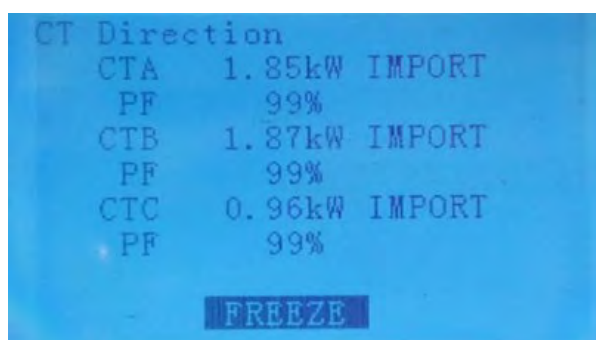 CT Direction
CTA 1.85kW IMPORT
PF 99%
CTB 1.87kW IMPORT
PF 99%
CTC 0.96kW IMPORT
PF 99%
FREEZE